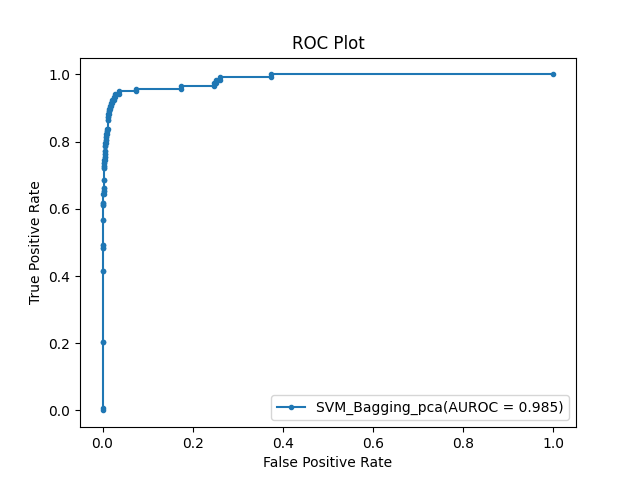 ROC Plot
True Positive Rate
1.0
0.8
0.6
0.4
0.2
0.0
SVM_Bagging_pca(AUROC = 0.985)
0.0 0.2 0.4 0.6 0.8 1.0
False Positive Rate